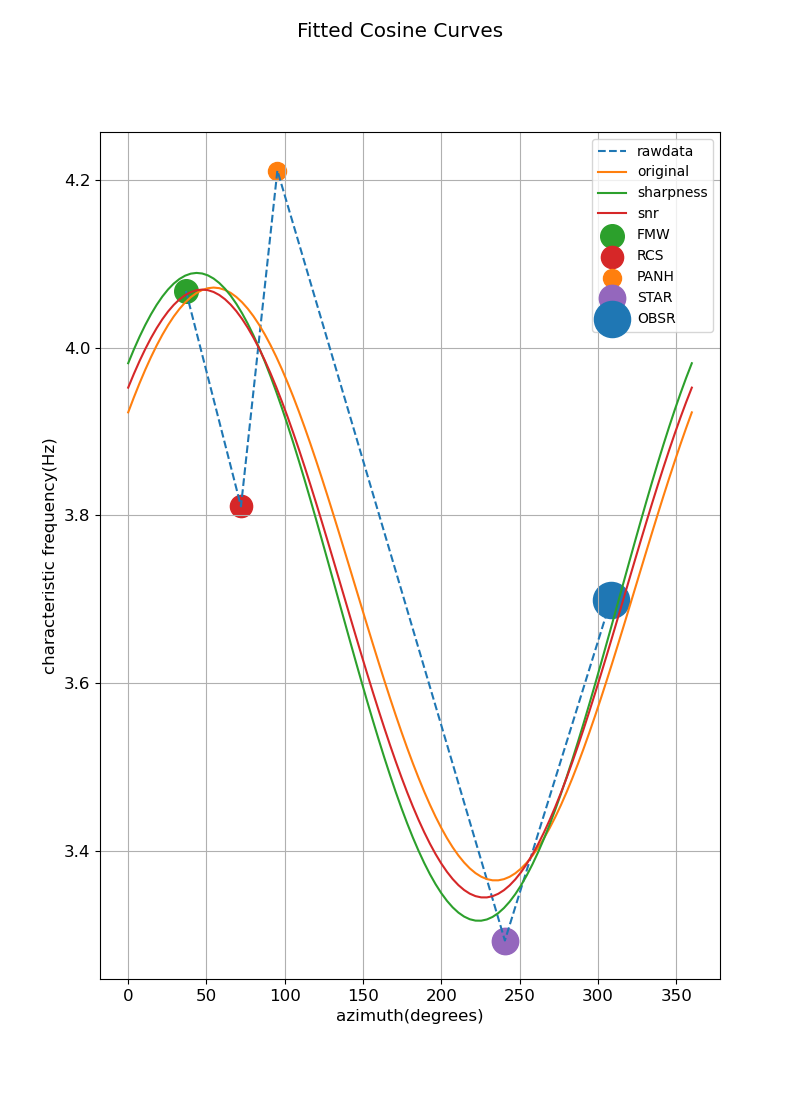 Fitted Cosine Curves
rawdata
original
sharpness
snr
FMW
RCS
PANH
STAR
OBSR
characteristic frequency(Hz)
4.2
4.0
3.8
3.6
3.4
0 50 100 150 200 250 300 350
azimuth(degrees)